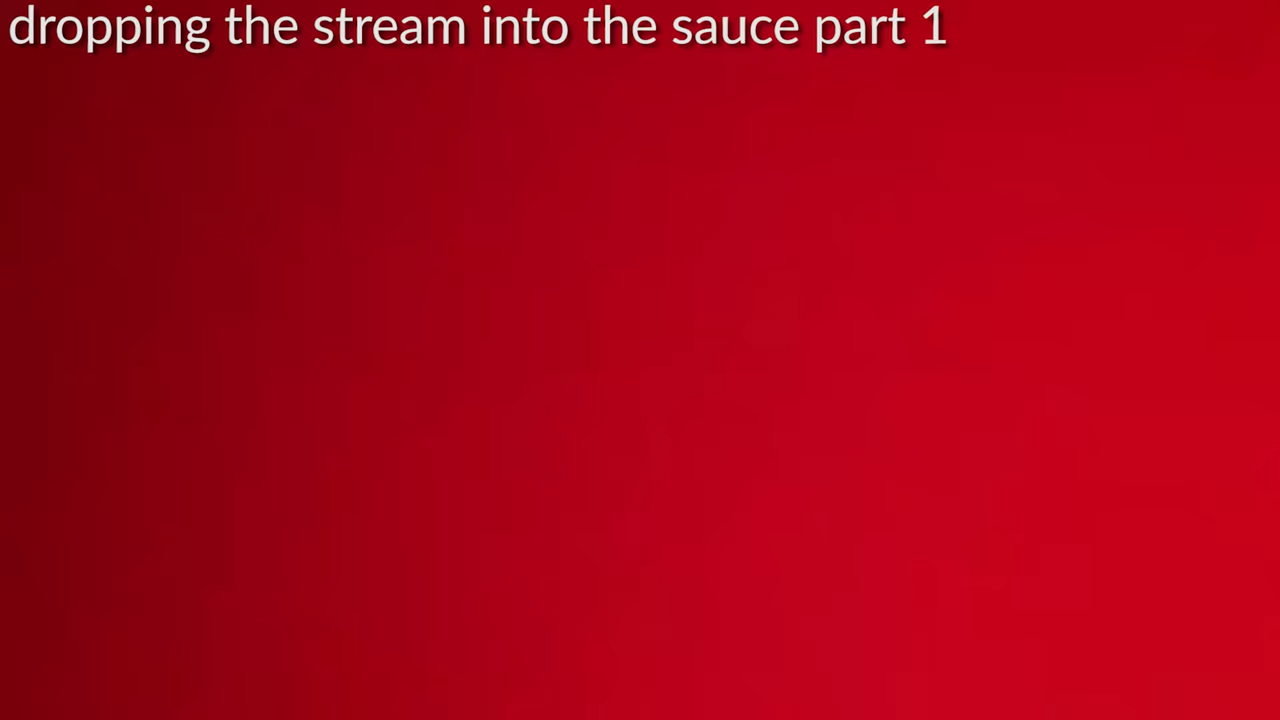 dropping the stream into the sauce part 1